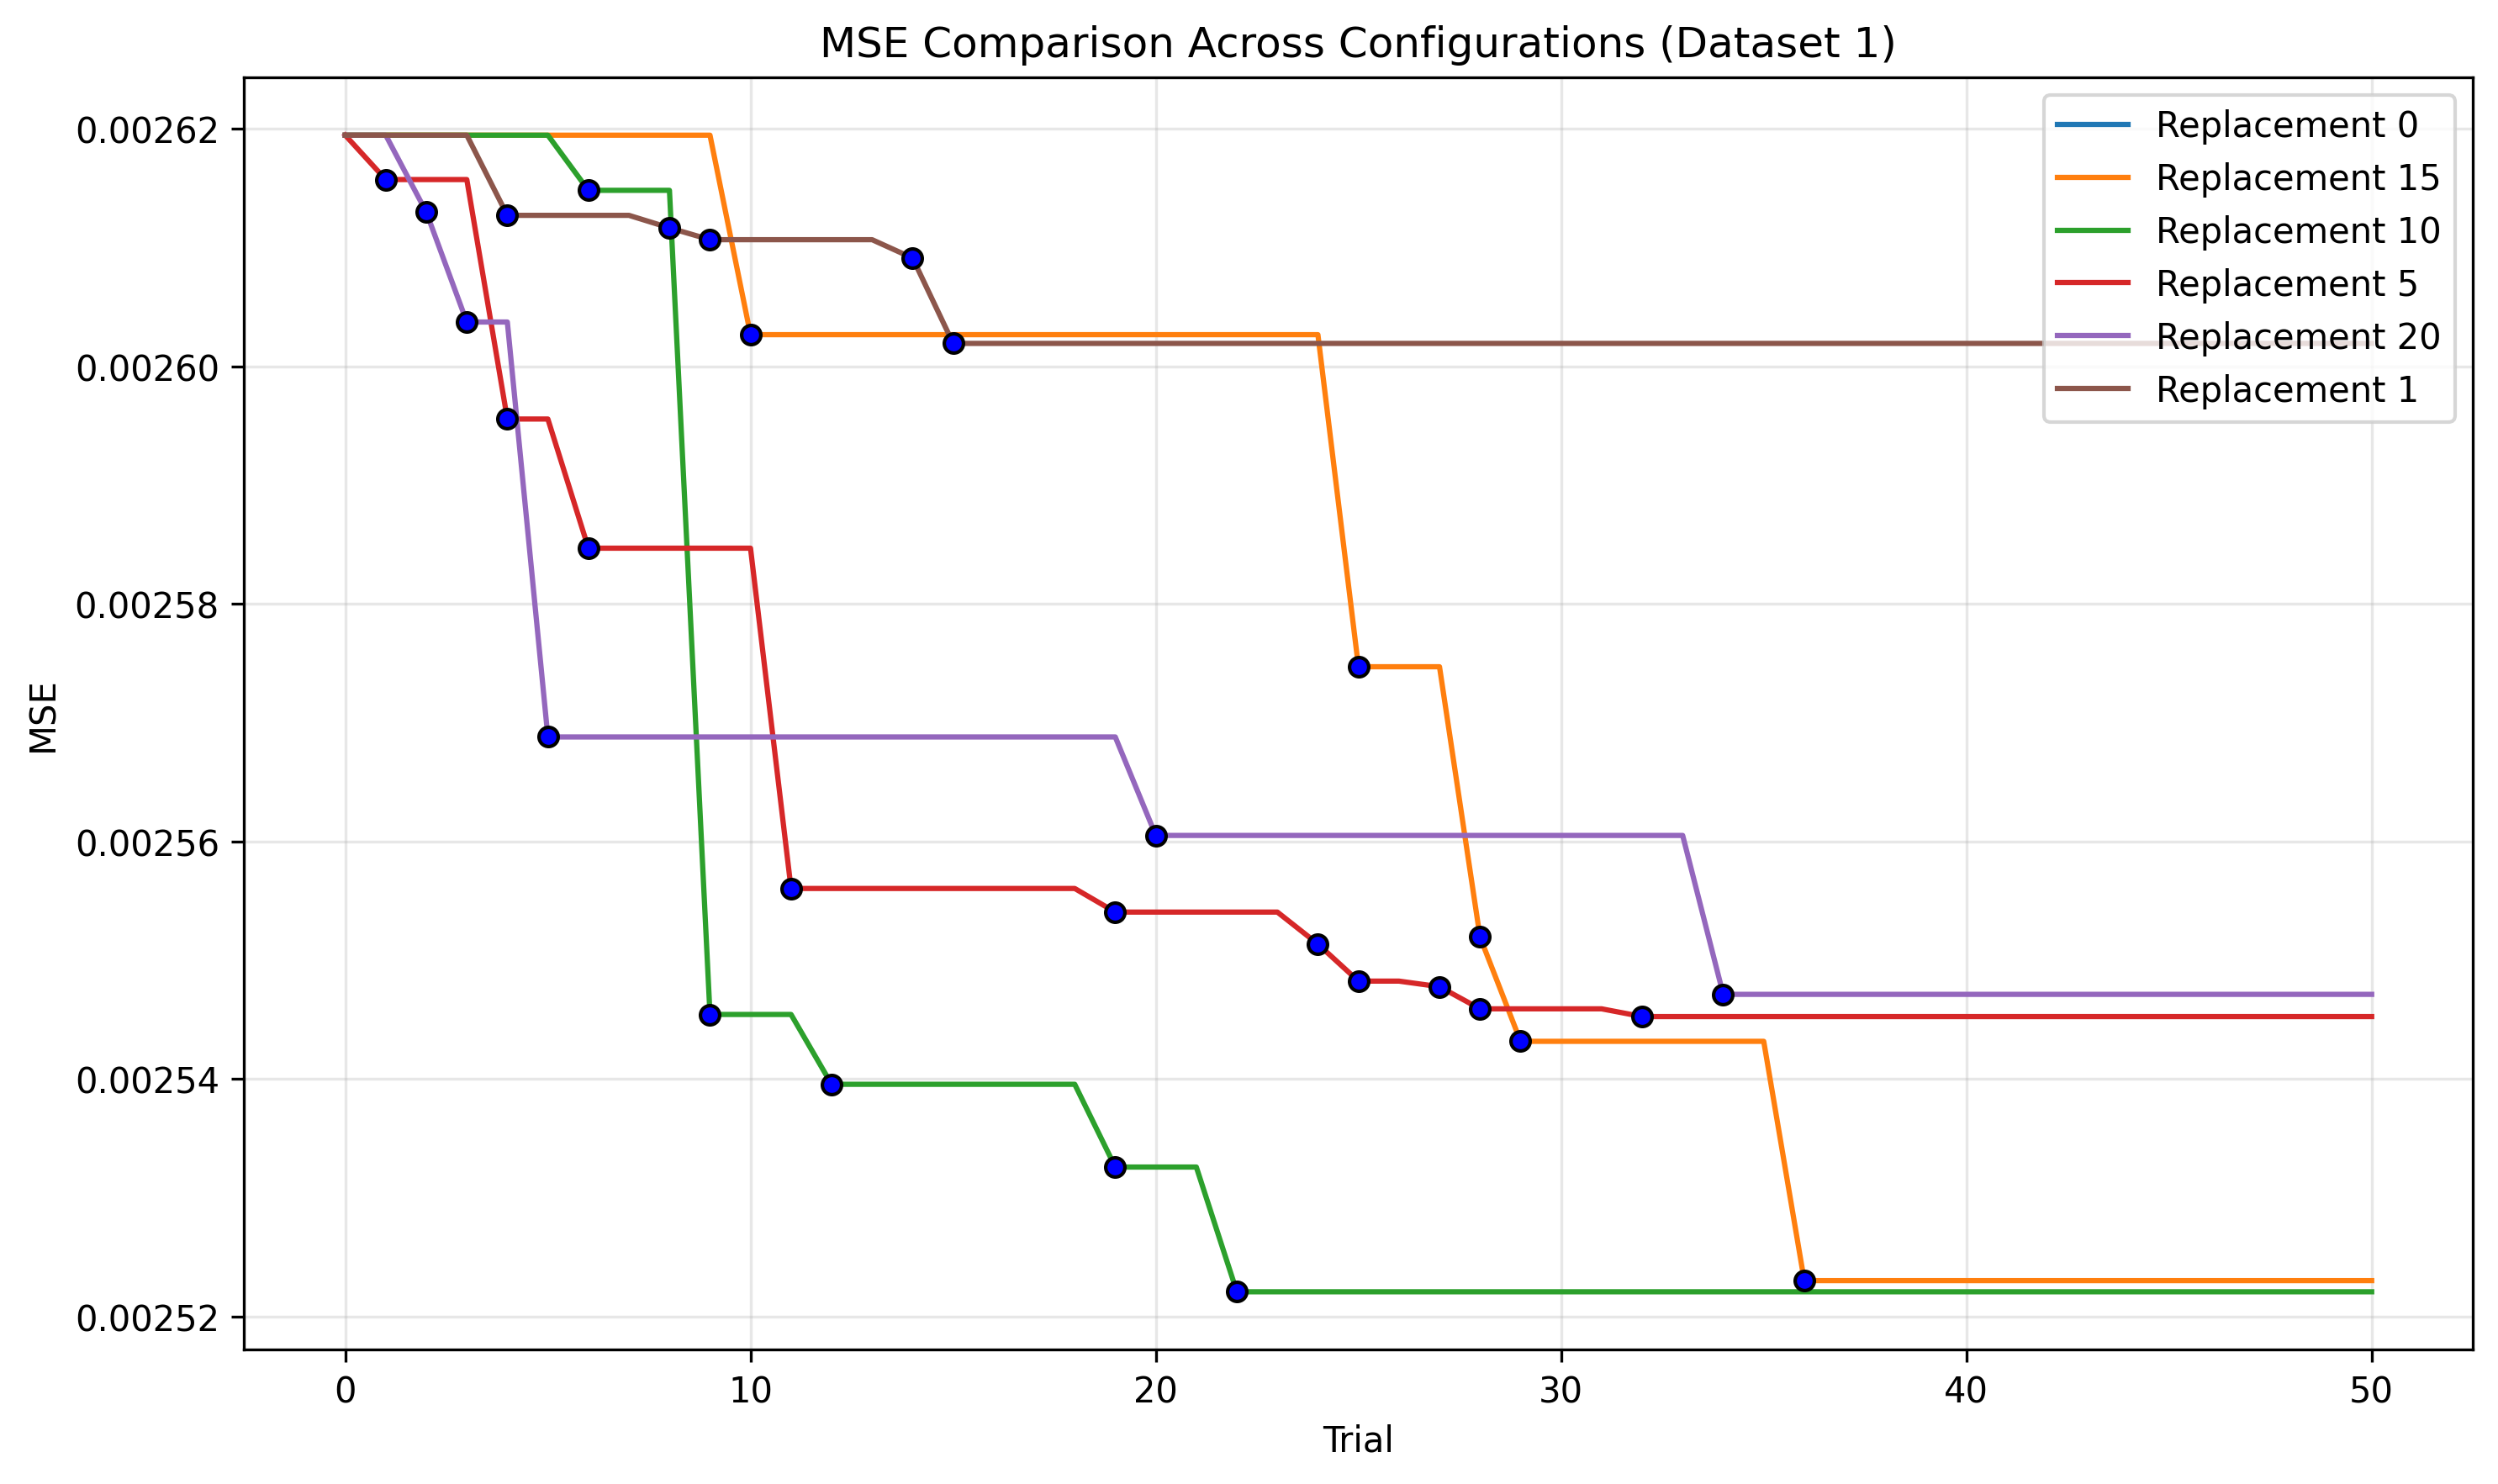 MSE Comparison Across Configurations (Dataset 1)
0.00262
0.00260
0.00258
0.00256
0.00254
0.00252
MSE
Replacement 0
Replacement 15
Replacement 10
Replacement 5
Replacement 20
Replacement 1
0 10 20 30 40 50
Trial